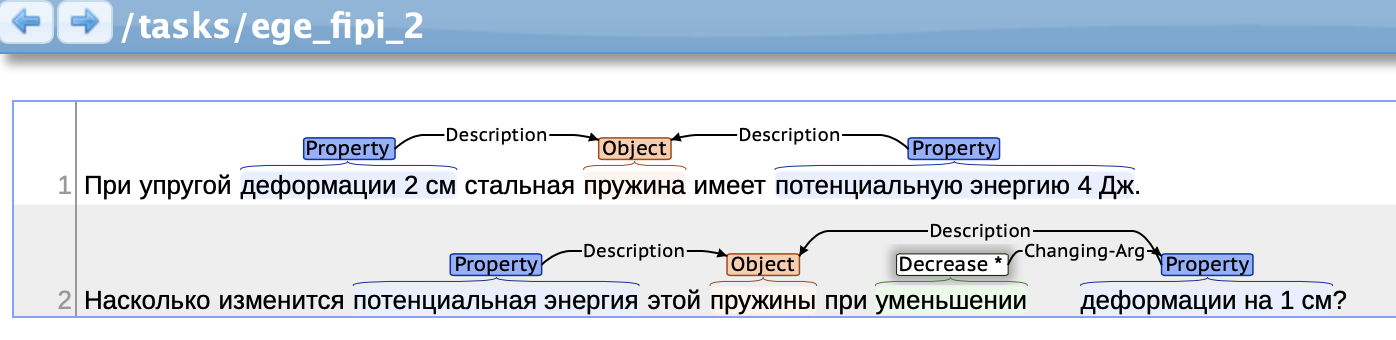 /tasks/ege_fipi_2
Property Description Object Description Property
1 При упругой деформации 2 см стальная пружина имеет потенциальную энергию 4 Дж.
Description
Property Description Object Decrease * Changing-Arg Property
2 Насколько изменится потенциальная энергия этой пружины при уменьшении деформации на 1 см?